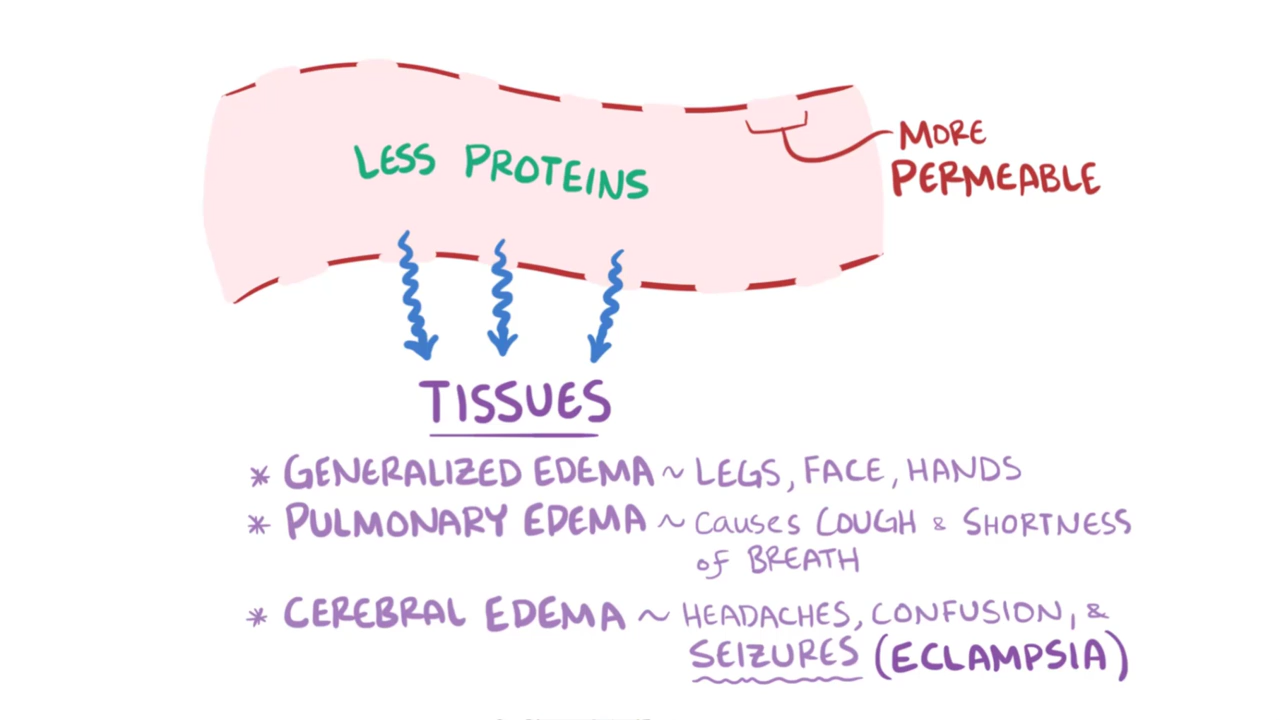 LESS PROTEINS
MORE
PERMEABLE
TISSUES
* GENERALIZED EDEMA ~ LEGS, FACE, HANDS
* PULMONARY EDEMA ~ Causes COUGH & SHORTNESS
of BREATH
* CEREBRAL EDEMA ~ HEADACHES, CONFUSION, &
SEIZURES (ECLAMPSIA)